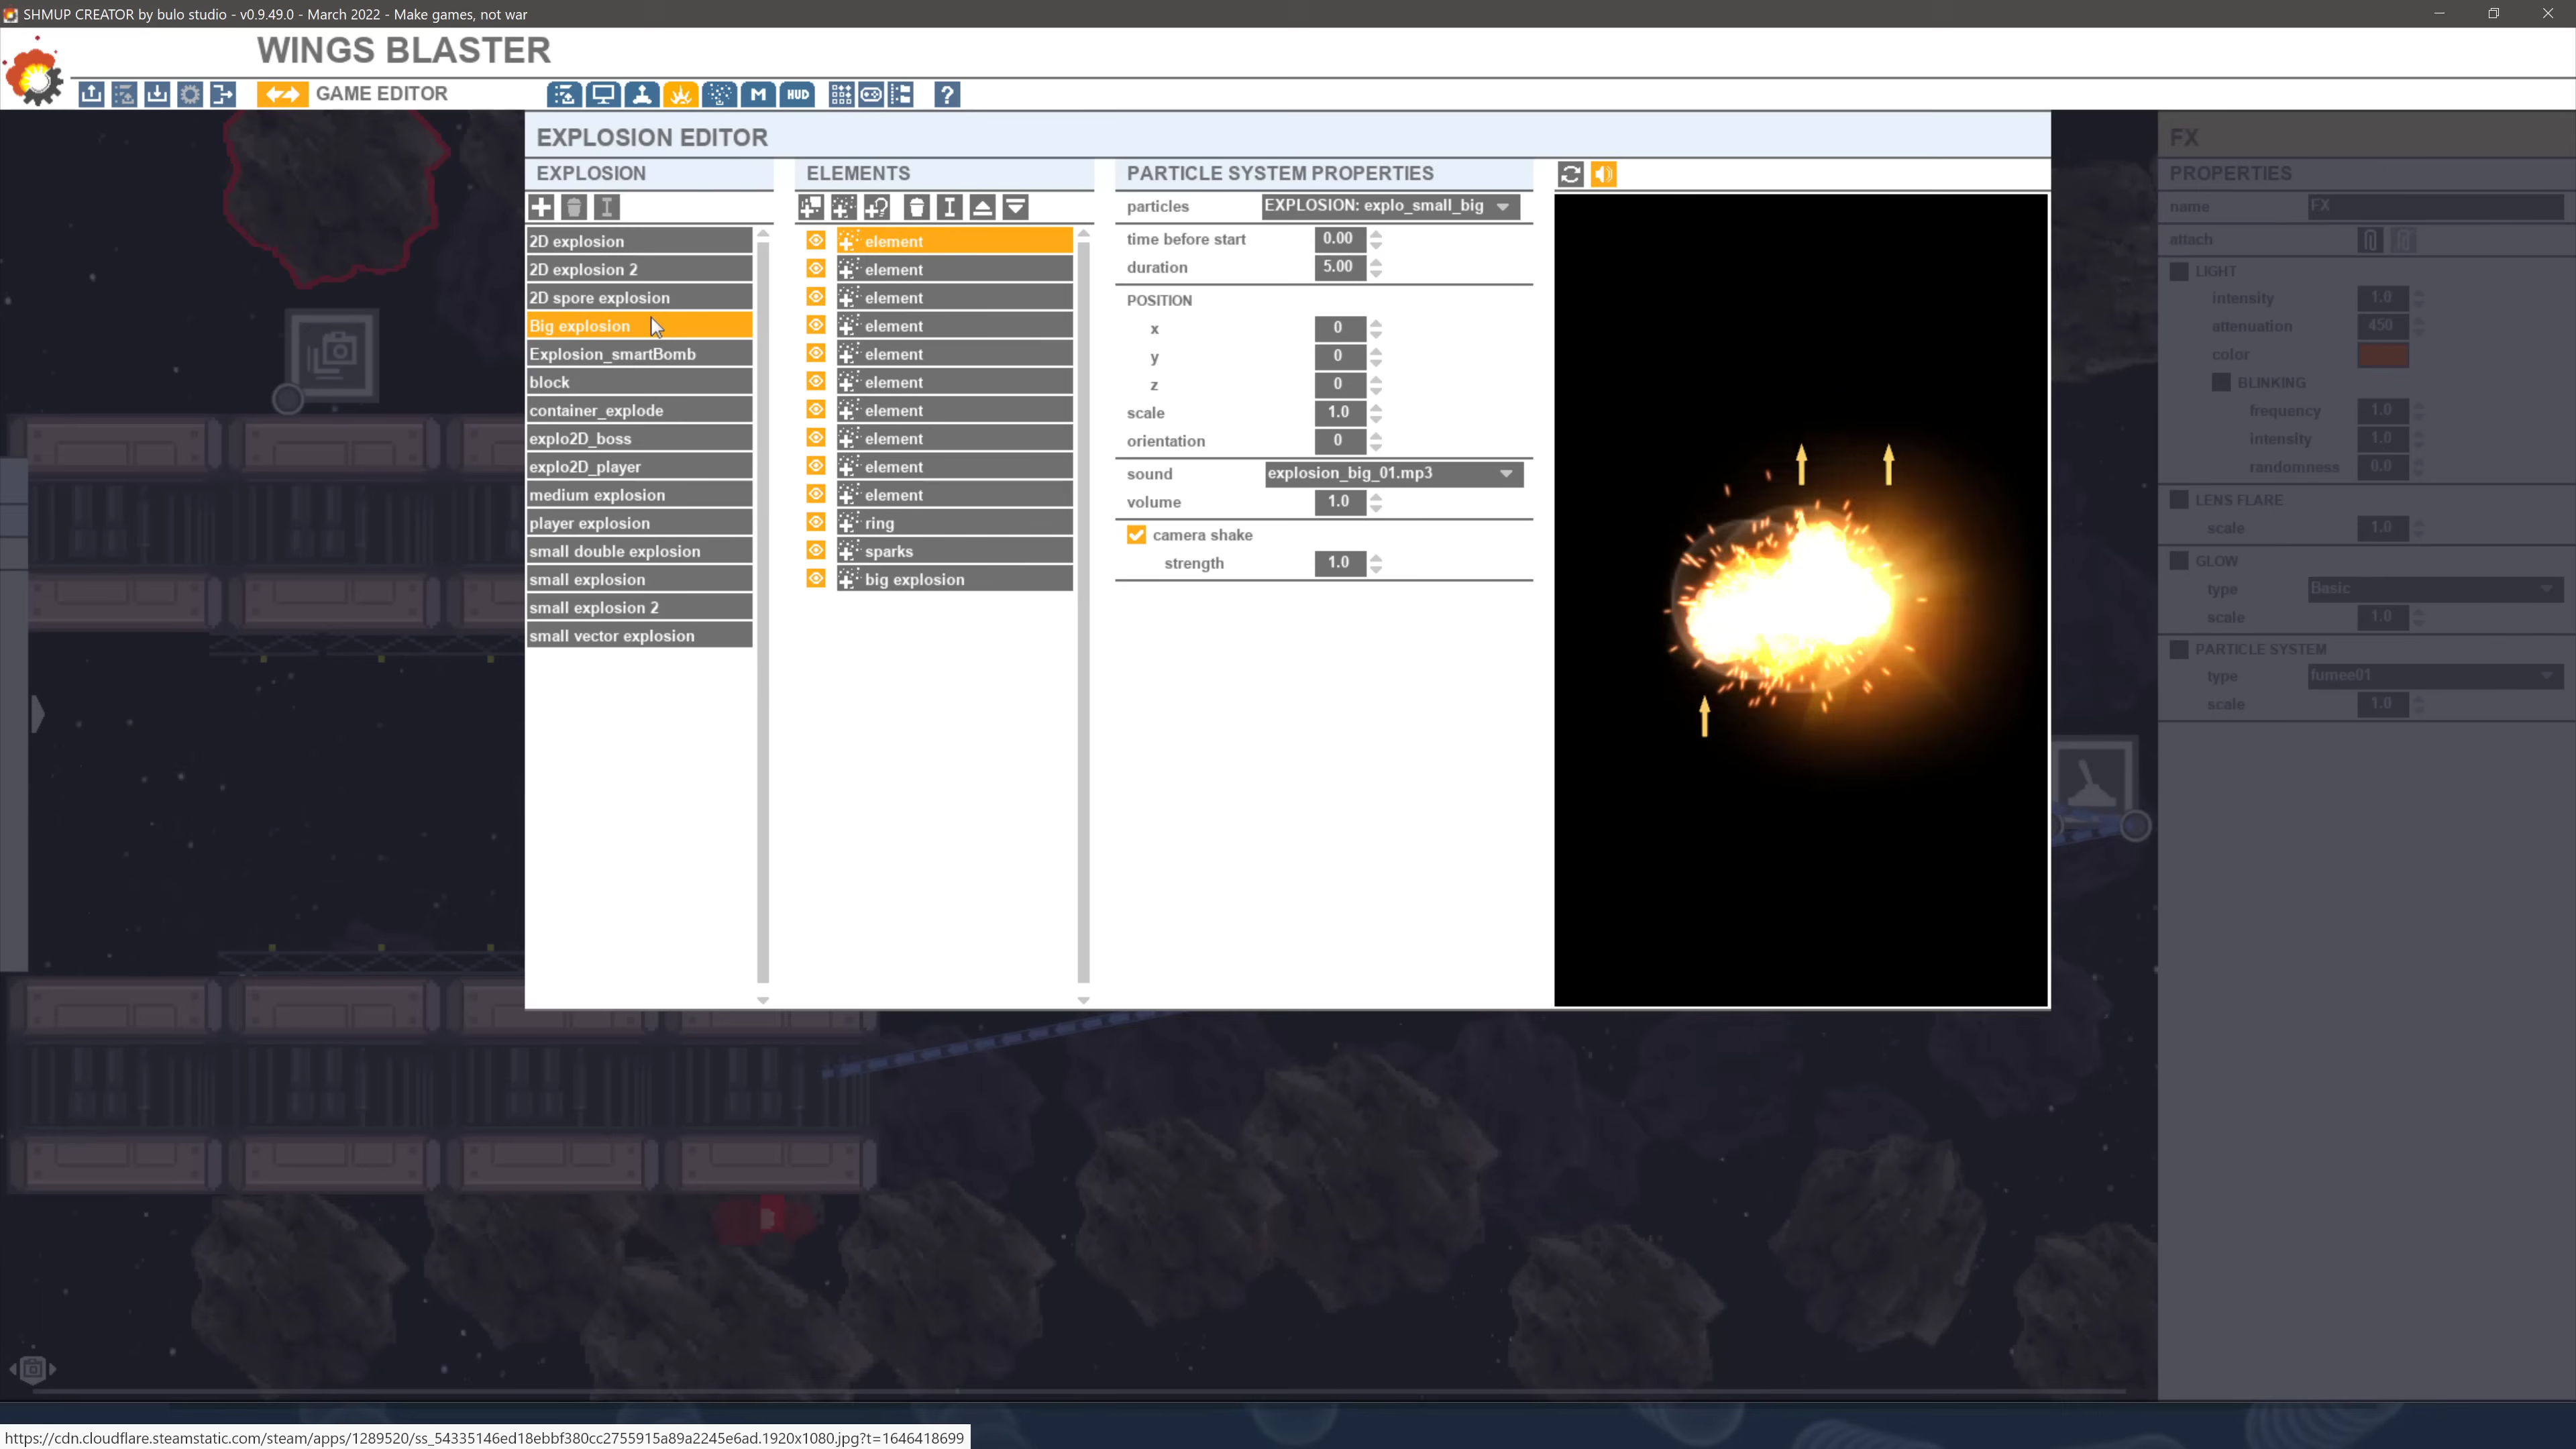 SHMUP CREATOR by bulo studio - v0.9.49.0 - March 2022 - Make games, not war
WINGS BLASTER
GAME EDITOR
M
HUD
?
EXPLOSION EDITOR
EXPLOSION
2D explosion
2D explosion 2
2D spore explosion
Big explosion
Explosion_smartBomb
block
container_explode
explo2D_boss
explo2D_player
medium explosion
player explosion
small double explosion
small explosion
small explosion 2
small vector explosion
ELEMENTS
element
element
element
element
element
element
element
element
element
element
ring
sparks
big explosion
PARTICLE SYSTEM PROPERTIES
particles EXPLOSION: explo_small_big
time before start 0.00
duration 5.00
POSITION
x 0
y 0
z 0
scale 1.0
orientation 0
sound explosion_big_01.mp3
volume 1.0
camera shake
strength 1.0
FX
PROPERTIES
name FX
attach
LIGHT
intensity 1.0
attenuation 450
color
BLINKING
frequency 1.0
intensity 1.0
randomness 0.0
LENS FLARE
scale 1.0
GLOW
type Basic
scale 1.0
PARTICLE SYSTEM
type fumee01
scale 1.0
https://cdn.cloudflare.steamstatic.com/steam/apps/1289520/ss_54335146ed18ebbf380cc2755915a89a2245e6ad.1920x1080.jpg?t=1646418699